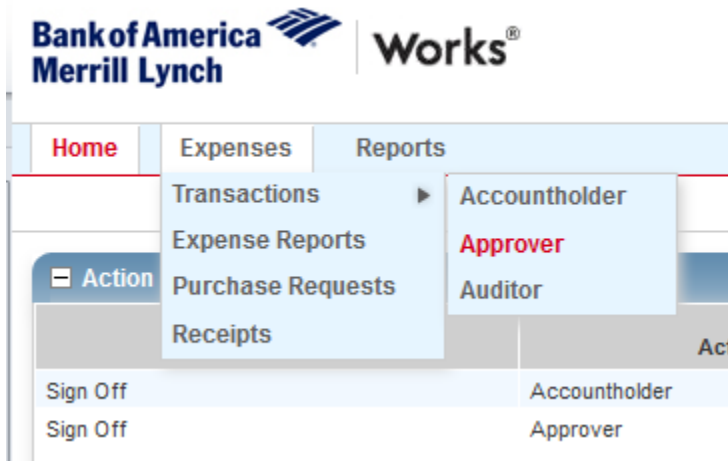 Bank of America
Merrill Lynch
Works®
Home Expenses Reports
Transactions Accountholder
Expense Reports Approver
Action
Purchase Requests Auditor
Receipts
Sign Off Accountholder
Sign Off Approver